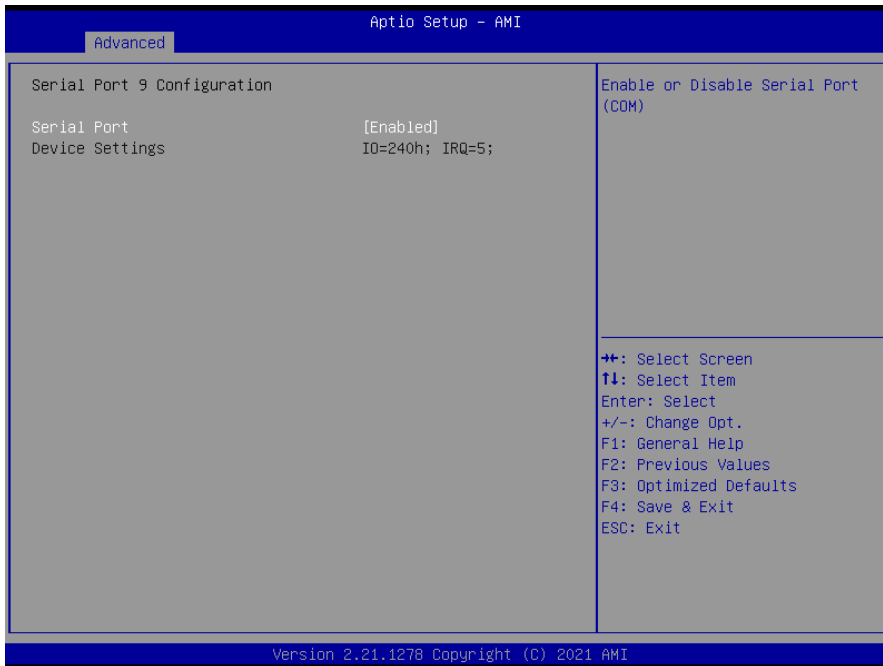 Aptio Setup – AMI
Advanced
Serial Port 9 Configuration
Serial Port [Enabled]
Device Settings IO=240h; IRQ=5;
Enable or Disable Serial Port
(COM)
→←: Select Screen
↑↓: Select Item
Enter: Select
+/-: Change Opt.
F1: General Help
F2: Previous Values
F3: Optimized Defaults
F4: Save & Exit
ESC: Exit
Version 2.21.1278 Copyright (C) 2021 AMI